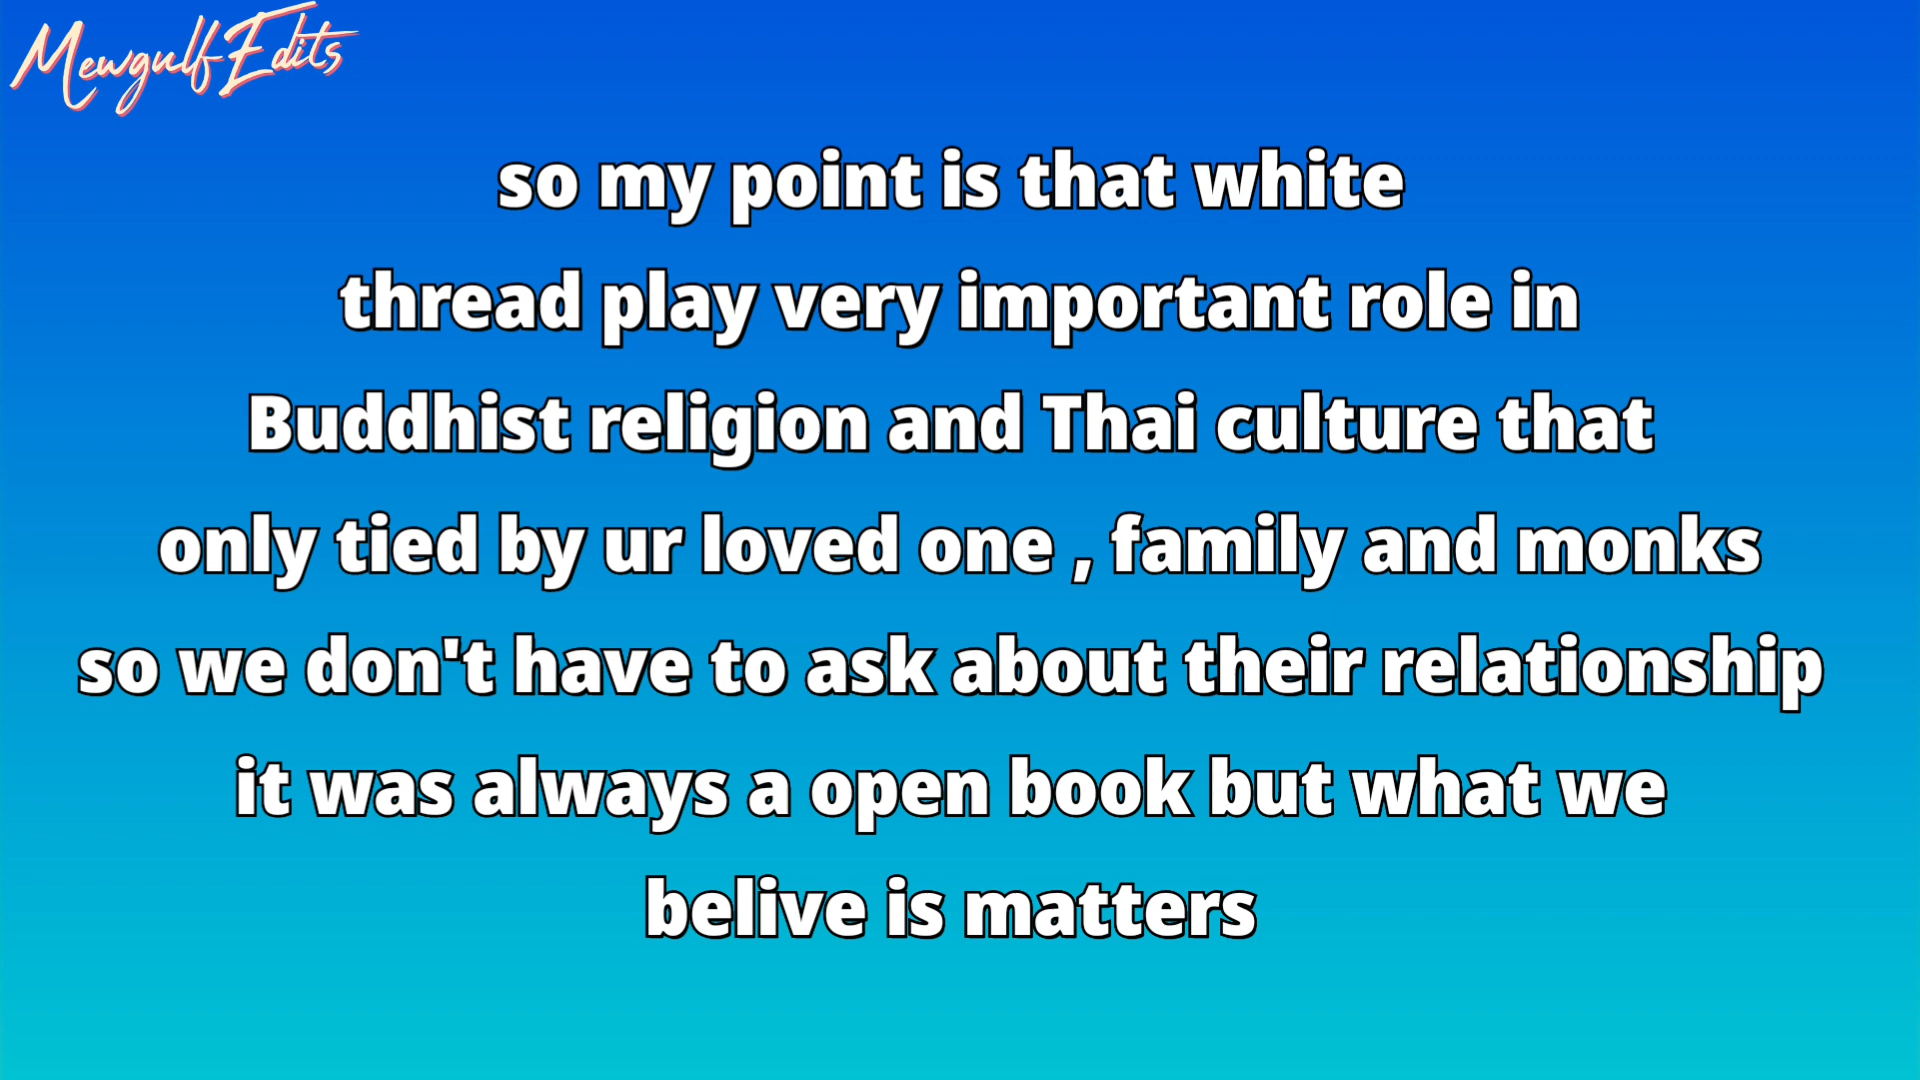 Mewgulf Edits
so my point is that white
thread play very important role in
Buddhist religion and Thai culture that
only tied by ur loved one , family and monks
so we don't have to ask about their relationship
it was always a open book but what we
belive is matters